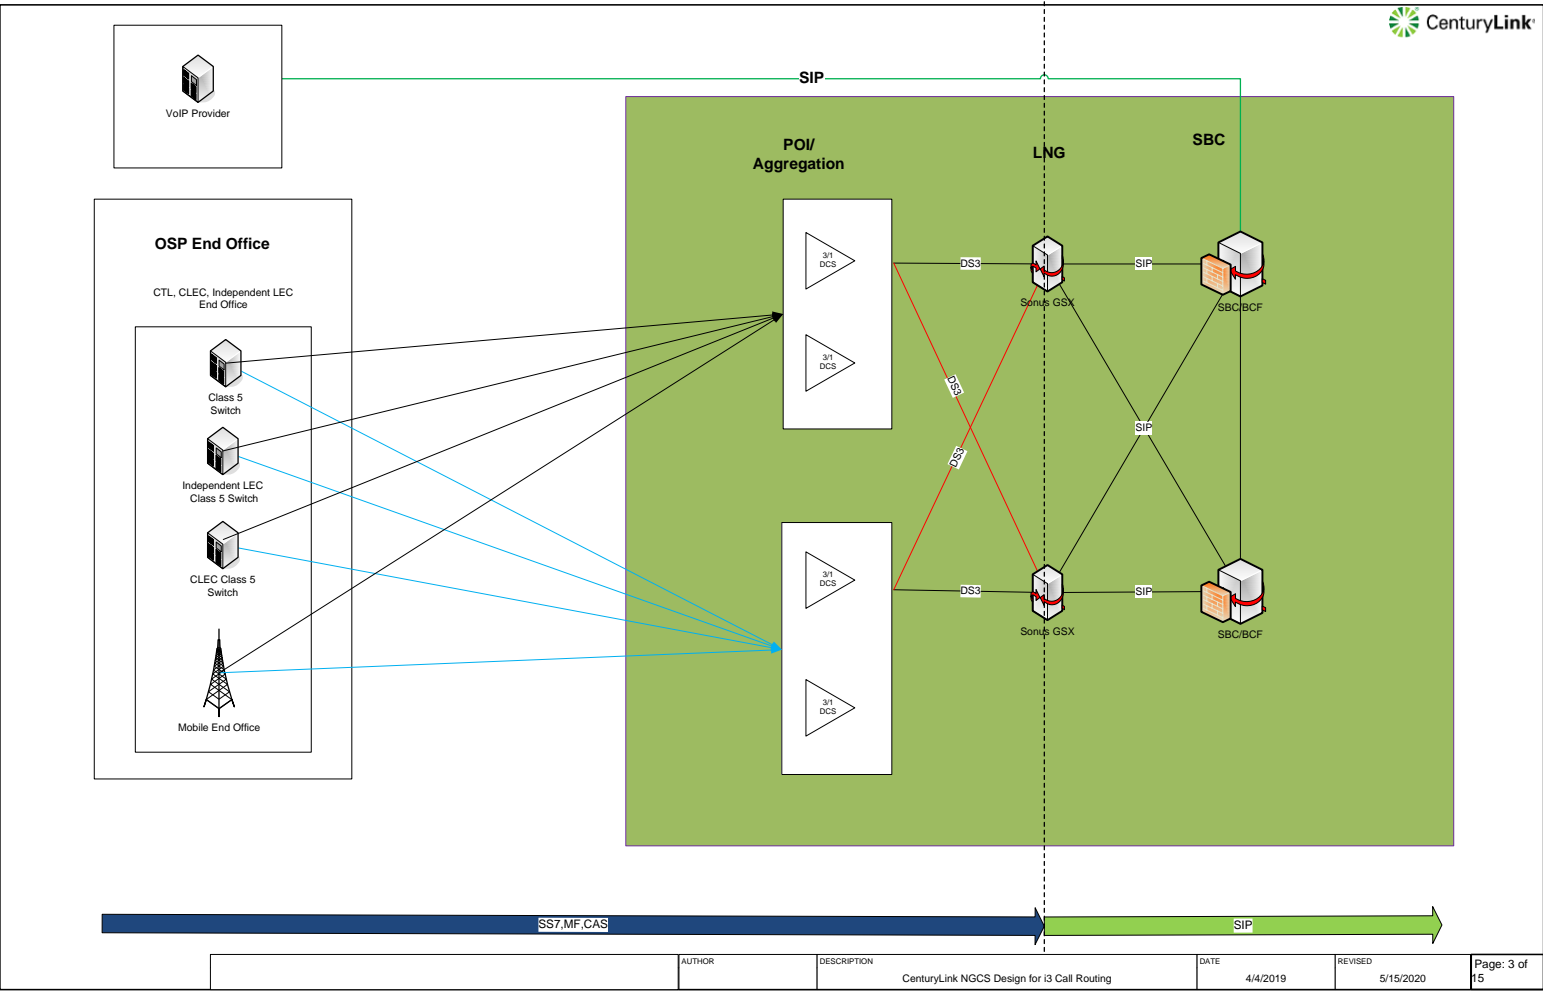 CenturyLink
SIP
VoIP Provider
POI/
Aggregation
LNG
SBC
OSP End Office
CTL, CLEC, Independent LEC
End Office
3/1
DCS
3/1
DCS
DS3
SIP
Sonus GSX
SBC/BCF
Class 5
Switch
DS3
SIP
DS3
Independent LEC
Class 5 Switch
CLEC Class 5
Switch
3/1
DCS
3/1
DCS
DS3
SIP
Sonus GSX
SBC/BCF
Mobile End Office
SS7,MF,CAS
SIP
AUTHOR
DESCRIPTION
CenturyLink NGCS Design for i3 Call Routing
DATE
4/4/2019
REVISED
5/15/2020
Page: 3 of
15